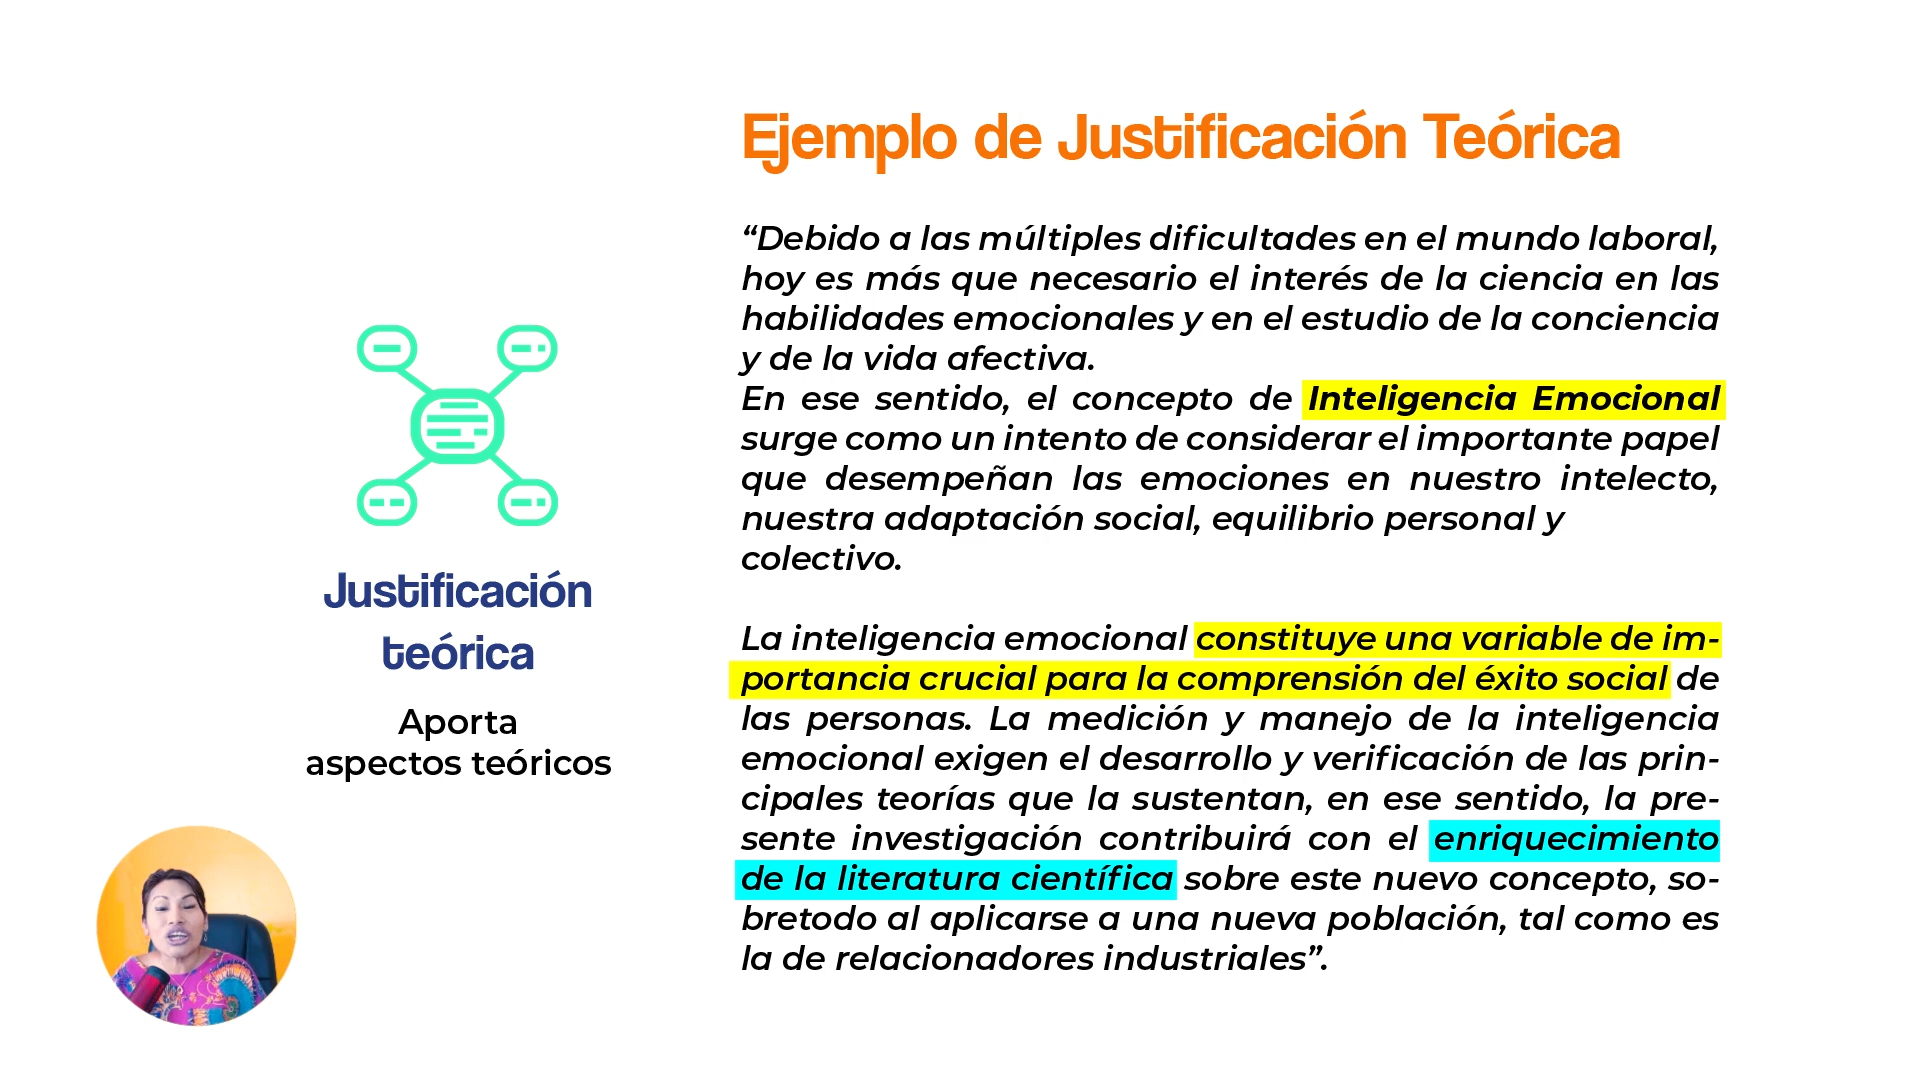 Ejemplo de Justificación Teórica
“Debido a las múltiples dificultades en el mundo laboral,
hoy es más que necesario el interés de la ciencia en las
habilidades emocionales y en el estudio de la conciencia
y de la vida afectiva.
En ese sentido, el concepto de Inteligencia Emocional
surge como un intento de considerar el importante papel
que desempeñan las emociones en nuestro intelecto,
nuestra adaptación social, equilibrio personal y
colectivo.
La inteligencia emocional constituye una variable de im-
portancia crucial para la comprensión del éxito social de
las personas. La medición y manejo de la inteligencia
emocional exigen el desarrollo y verificación de las prin-
cipales teorías que la sustentan, en ese sentido, la pre-
sente investigación contribuirá con el enriquecimiento
de la literatura científica sobre este nuevo concepto, so-
bretodo al aplicarse a una nueva población, tal como es
la de relacionadores industriales”.
Justificación
teórica
Aporta
aspectos teóricos